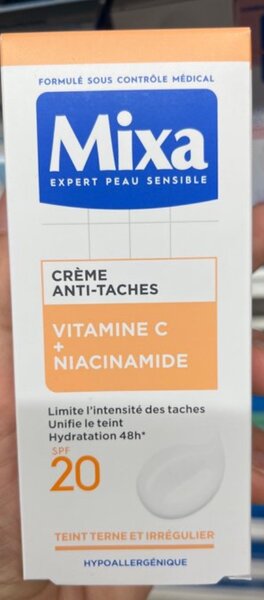 FORMULÉ SOUS CONTRÔLE MÉDICAL
Mixa
EXPERT PEAU SENSIBLE
CRÈME
ANTI-TACHES
VITAMINE C
+
NIACINAMIDE
Limite l'intensité des taches
Unifie le teint
Hydratation 48h*
SPF
20
TEINT TERNE ET IRRÉGULIER
HYPOALLERGÉNIQUE